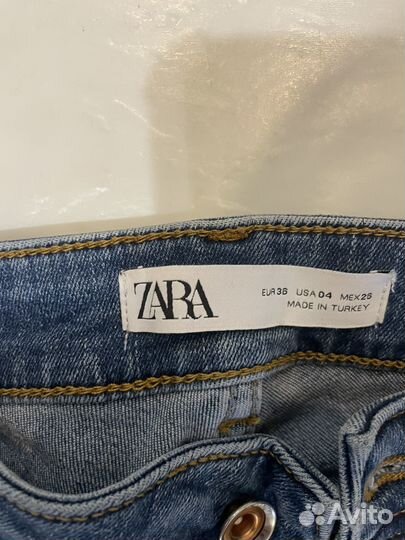 ZARA
EUR 36 USA 04 MEX 26
MADE IN TURKEY
Avito